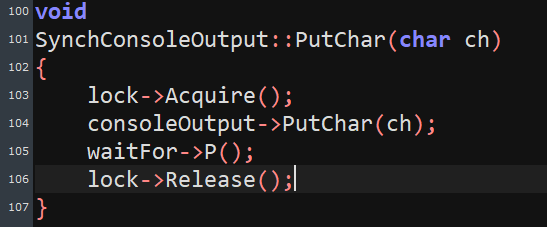 100 void
101 SynchConsoleOutput::PutChar(char ch)
102 {
103     lock->Acquire();
104     consoleOutput->PutChar(ch);
105     waitFor->P();
106     lock->Release();
107 }